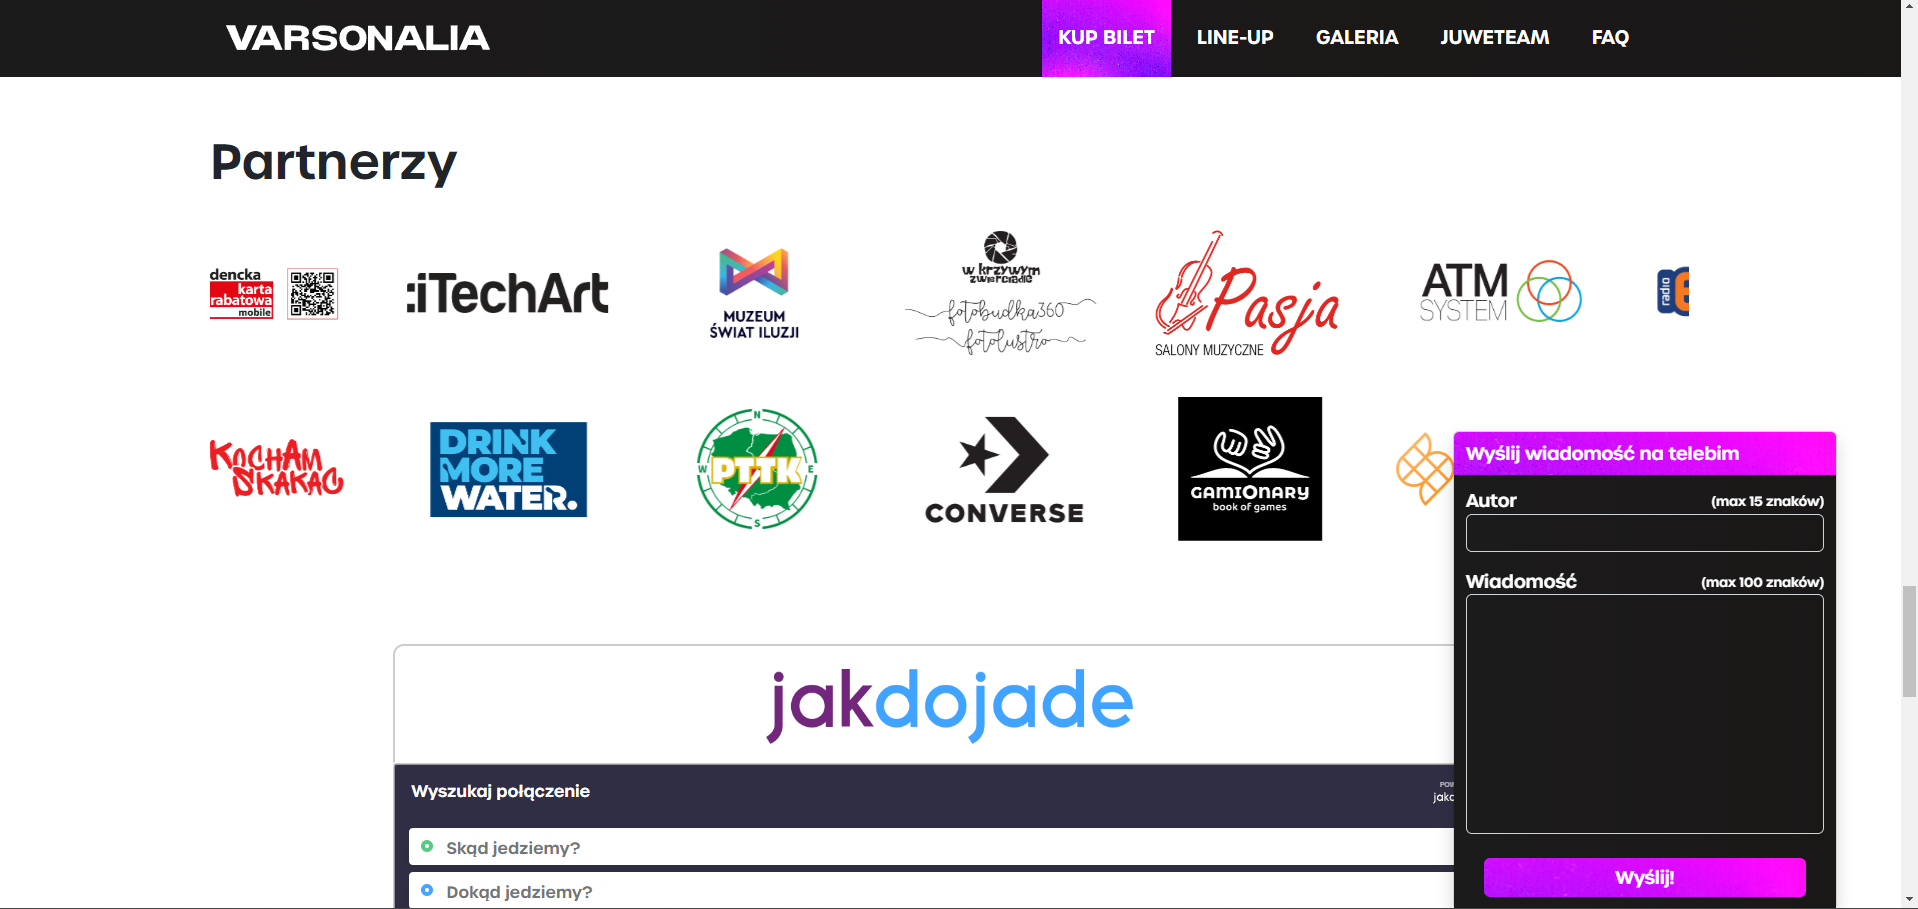 VARSONALIA
KUP BILET
LINE-UP
GALERIA
JUWETEAM
FAQ
Partnerzy
dencka
karta
rabatowa
mobile
:iTechArt
MUZEUM
ŚWIAT ILUZJI
w krzywym
zwierciadle
fotobudka360
fotolustro
Pasja
SALONY MUZYCZNE
ATM
SYSTEM
radio
KOCHAM
SKAKAĆ
DRINK
MORE
WATER.
N
W PTTK E
S
CONVERSE
GAMIONARY
book of games
jakdojade
Wyszukaj połączenie
Skąd jedziemy?
Dokąd jedziemy?
Wyślij wiadomość na telebim
Autor (max 15 znaków)
Wiadomość (max 100 znaków)
Wyślij!